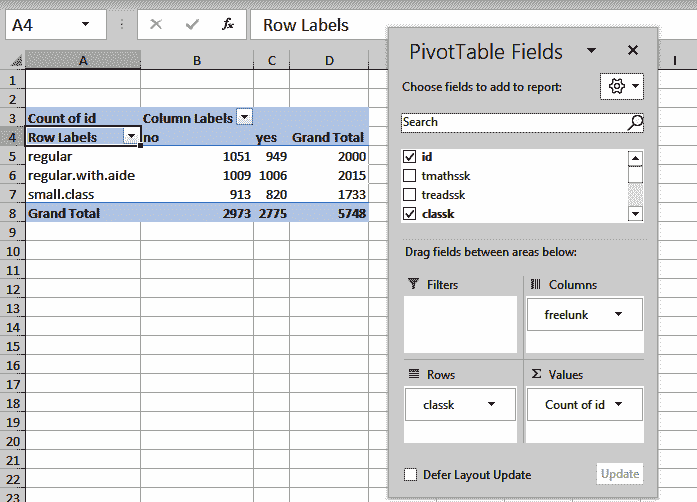 A4 fx Row Labels
A B C D I
1
2
3 Count of id Column Labels
4 Row Labels no yes Grand Total
5 regular 1051 949 2000
6 regular.with.aide 1009 1006 2015
7 small.class 913 820 1733
8 Grand Total 2973 2775 5748
9
10
11
12
13
14
15
16
17
18
19
20
21
22
23
PivotTable Fields
Choose fields to add to report:
Search
id
tmathssk
treadssk
classk
Drag fields between areas below:
Filters
Columns
freelunk
Rows
Σ Values
classk
Count of id
Defer Layout Update
Update